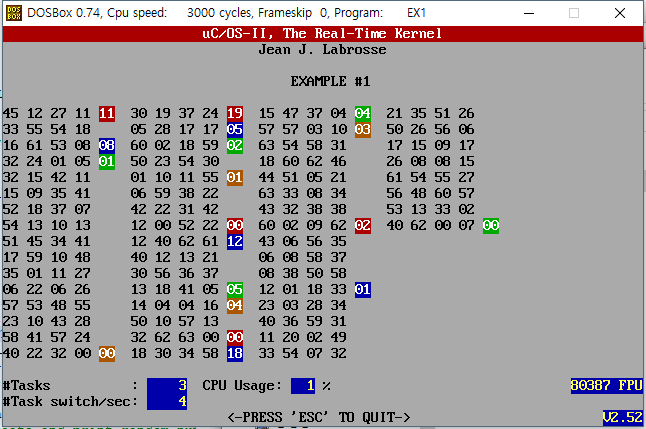 DOSBox 0.74, Cpu speed: 3000 cycles, Frameskip 0, Program: EX1
uC/OS-II, The Real-Time Kernel
Jean J. Labrosse
EXAMPLE #1
45 12 27 11 11 30 19 37 24 19 15 47 37 04 04 21 35 51 26
33 55 54 18 05 28 17 17 05 57 57 03 10 03 50 26 56 06
16 61 53 08 08 60 02 18 59 02 63 54 58 31 17 15 09 17
32 24 01 05 01 50 23 54 30 18 60 62 46 26 08 08 15
32 15 42 11 01 10 11 55 01 44 51 05 21 61 54 55 27
15 09 35 41 06 59 38 22 63 33 08 34 56 48 60 57
52 18 37 07 42 22 31 42 43 32 38 38 53 13 33 02
54 13 10 13 12 00 52 22 00 60 02 09 62 02 40 62 00 07 00
51 45 34 41 12 40 62 61 12 43 06 56 35
17 59 10 48 40 12 13 21 06 08 58 37
35 01 11 27 30 56 36 37 08 38 50 58
06 22 06 26 13 18 41 05 05 12 01 18 33 01
57 53 48 55 14 04 04 16 04 23 03 28 34
23 10 43 28 50 10 57 13 40 36 59 31
58 41 57 24 32 62 63 00 00 11 20 02 49
40 22 32 00 00 18 30 34 58 18 33 54 07 32
#Tasks : 3 CPU Usage: 1 % 80387 FPU
#Task switch/sec: 4
<-PRESS 'ESC' TO QUIT-> V2.52